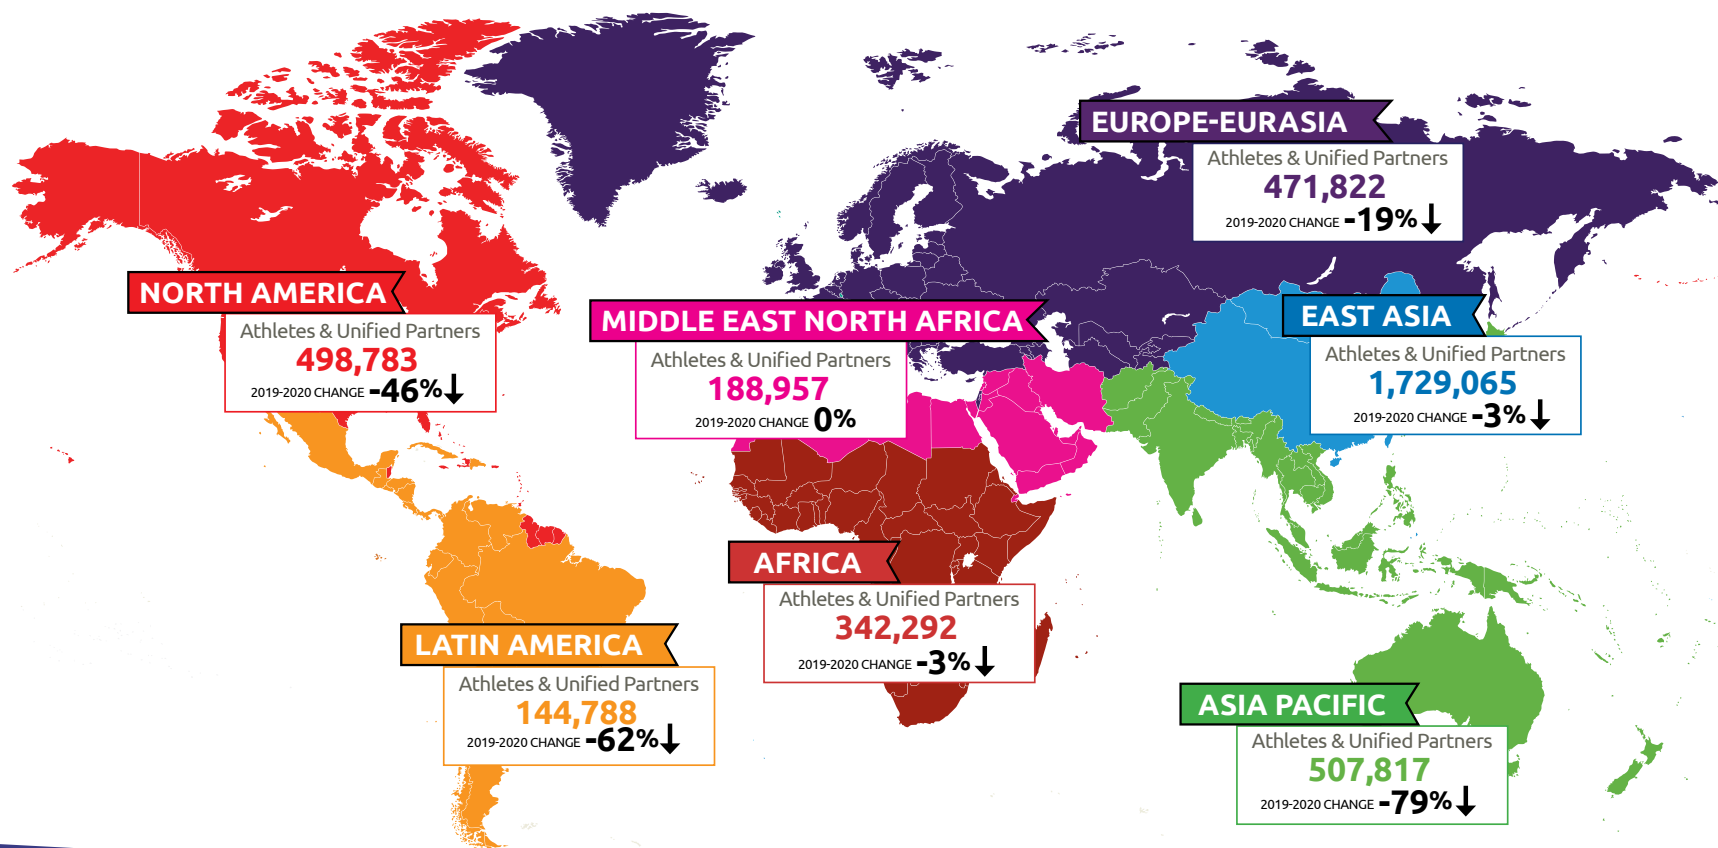 EUROPE-EURASIA
Athletes & Unified Partners
471,822
2019-2020 CHANGE -19%
NORTH AMERICA
Athletes & Unified Partners
498,783
2019-2020 CHANGE -46%
MIDDLE EAST NORTH AFRICA
Athletes & Unified Partners
188,957
2019-2020 CHANGE 0%
EAST ASIA
Athletes & Unified Partners
1,729,065
2019-2020 CHANGE -3%
AFRICA
Athletes & Unified Partners
342,292
2019-2020 CHANGE -3%
LATIN AMERICA
Athletes & Unified Partners
144,788
2019-2020 CHANGE -62%
ASIA PACIFIC
Athletes & Unified Partners
507,817
2019-2020 CHANGE -79%